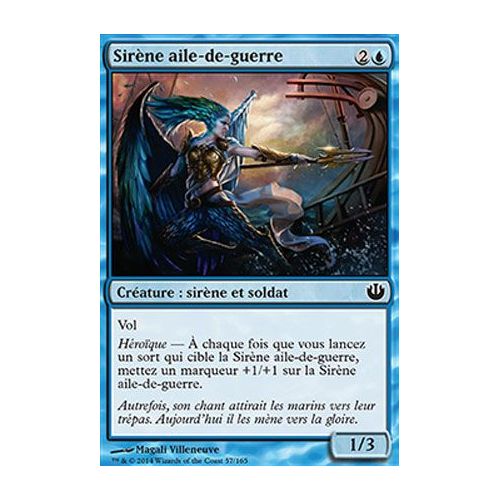 Sirène aile-de-guerre 2
Créature : sirène et soldat
Vol
Héroïque — À chaque fois que vous lancez
un sort qui cible la Sirène aile-de-guerre,
mettez un marqueur +1/+1 sur la Sirène
aile-de-guerre.
Autrefois, son chant attirait les marins vers leur
trépas. Aujourd'hui il les mène vers la gloire.
1/3
Magali Villeneuve
™ & © 2014 Wizards of the Coast 57/165